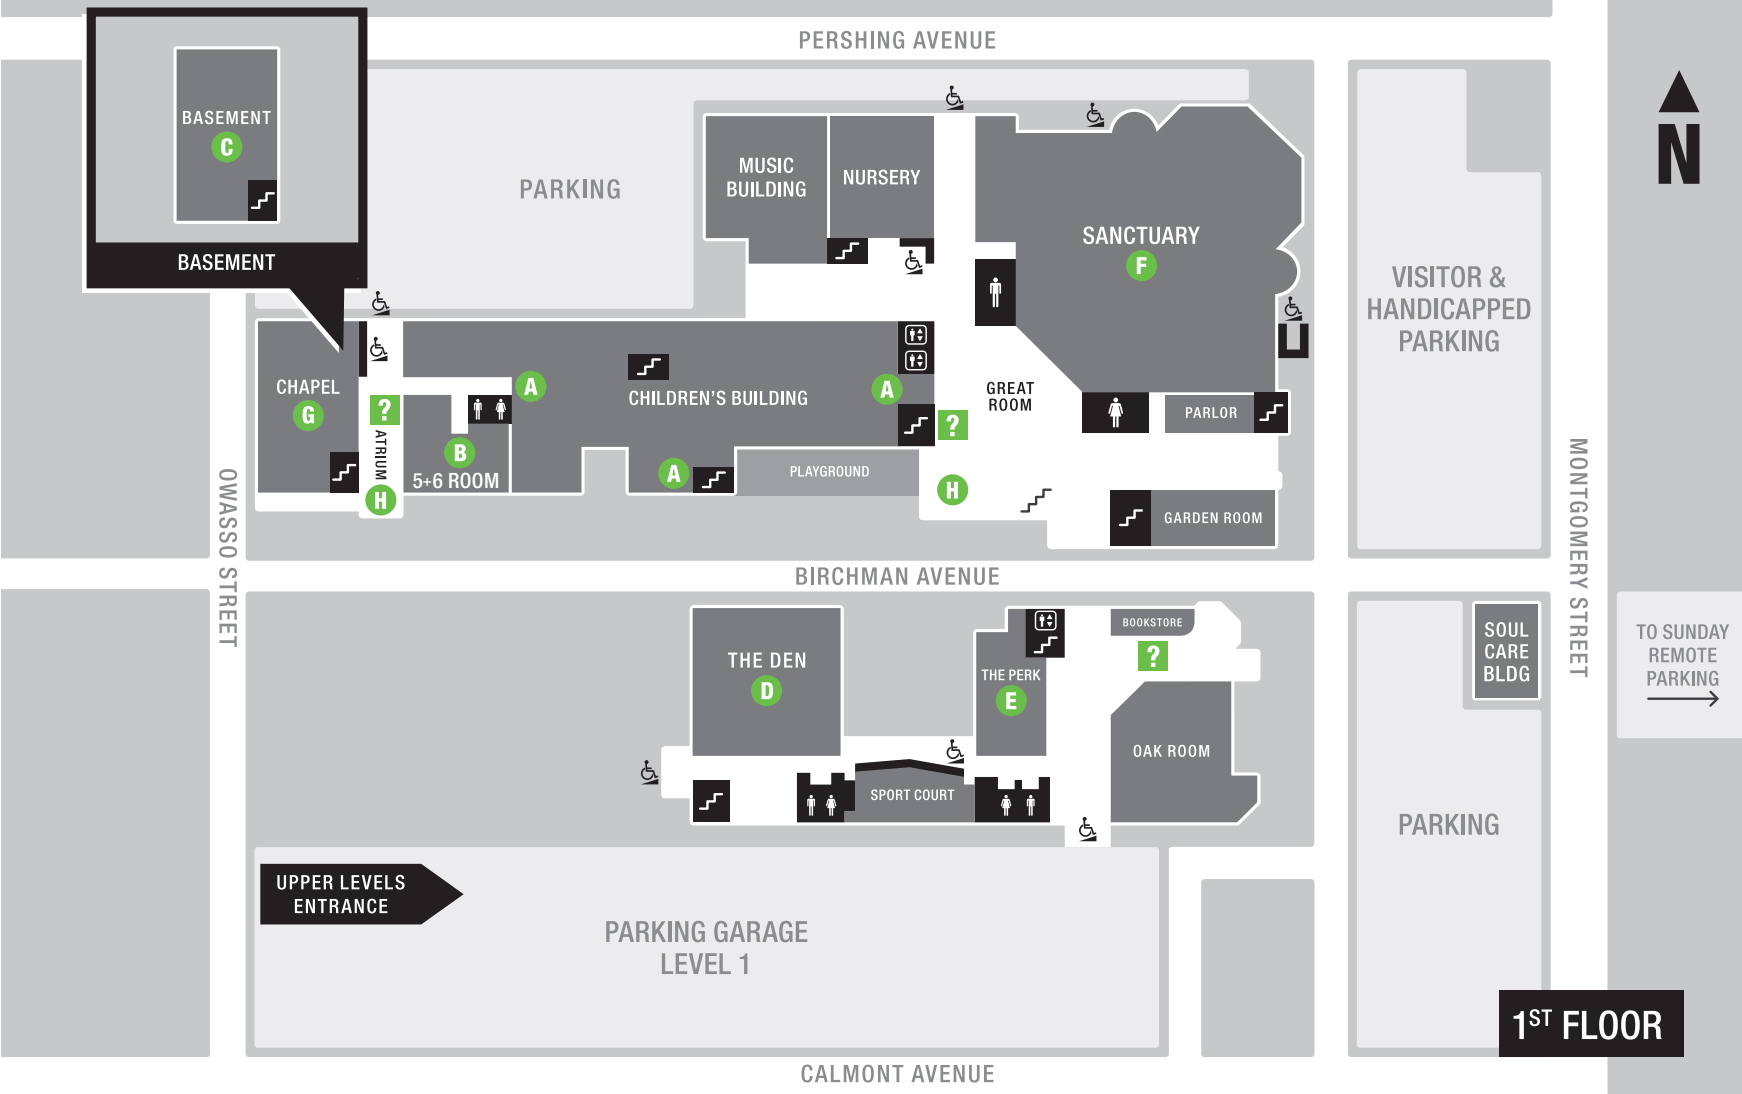 PERSHING AVENUE
BASEMENT
C
BASEMENT
N
PARKING
MUSIC
BUILDING
NURSERY
SANCTUARY
F
VISITOR &
HANDICAPPED
PARKING
CHAPEL
G
?
ATRIUM
H
A
B
5+6 ROOM
CHILDREN'S BUILDING
A
A
PLAYGROUND
?
H
GREAT
ROOM
PARLOR
GARDEN ROOM
OWASSO STREET
MONTGOMERY STREET
BIRCHMAN AVENUE
THE DEN
D
THE PERK
E
BOOKSTORE
?
OAK ROOM
SPORT COURT
SOUL
CARE
BLDG
TO SUNDAY
REMOTE
PARKING
PARKING
UPPER LEVELS
ENTRANCE
PARKING GARAGE
LEVEL 1
1ST FLOOR
CALMONT AVENUE